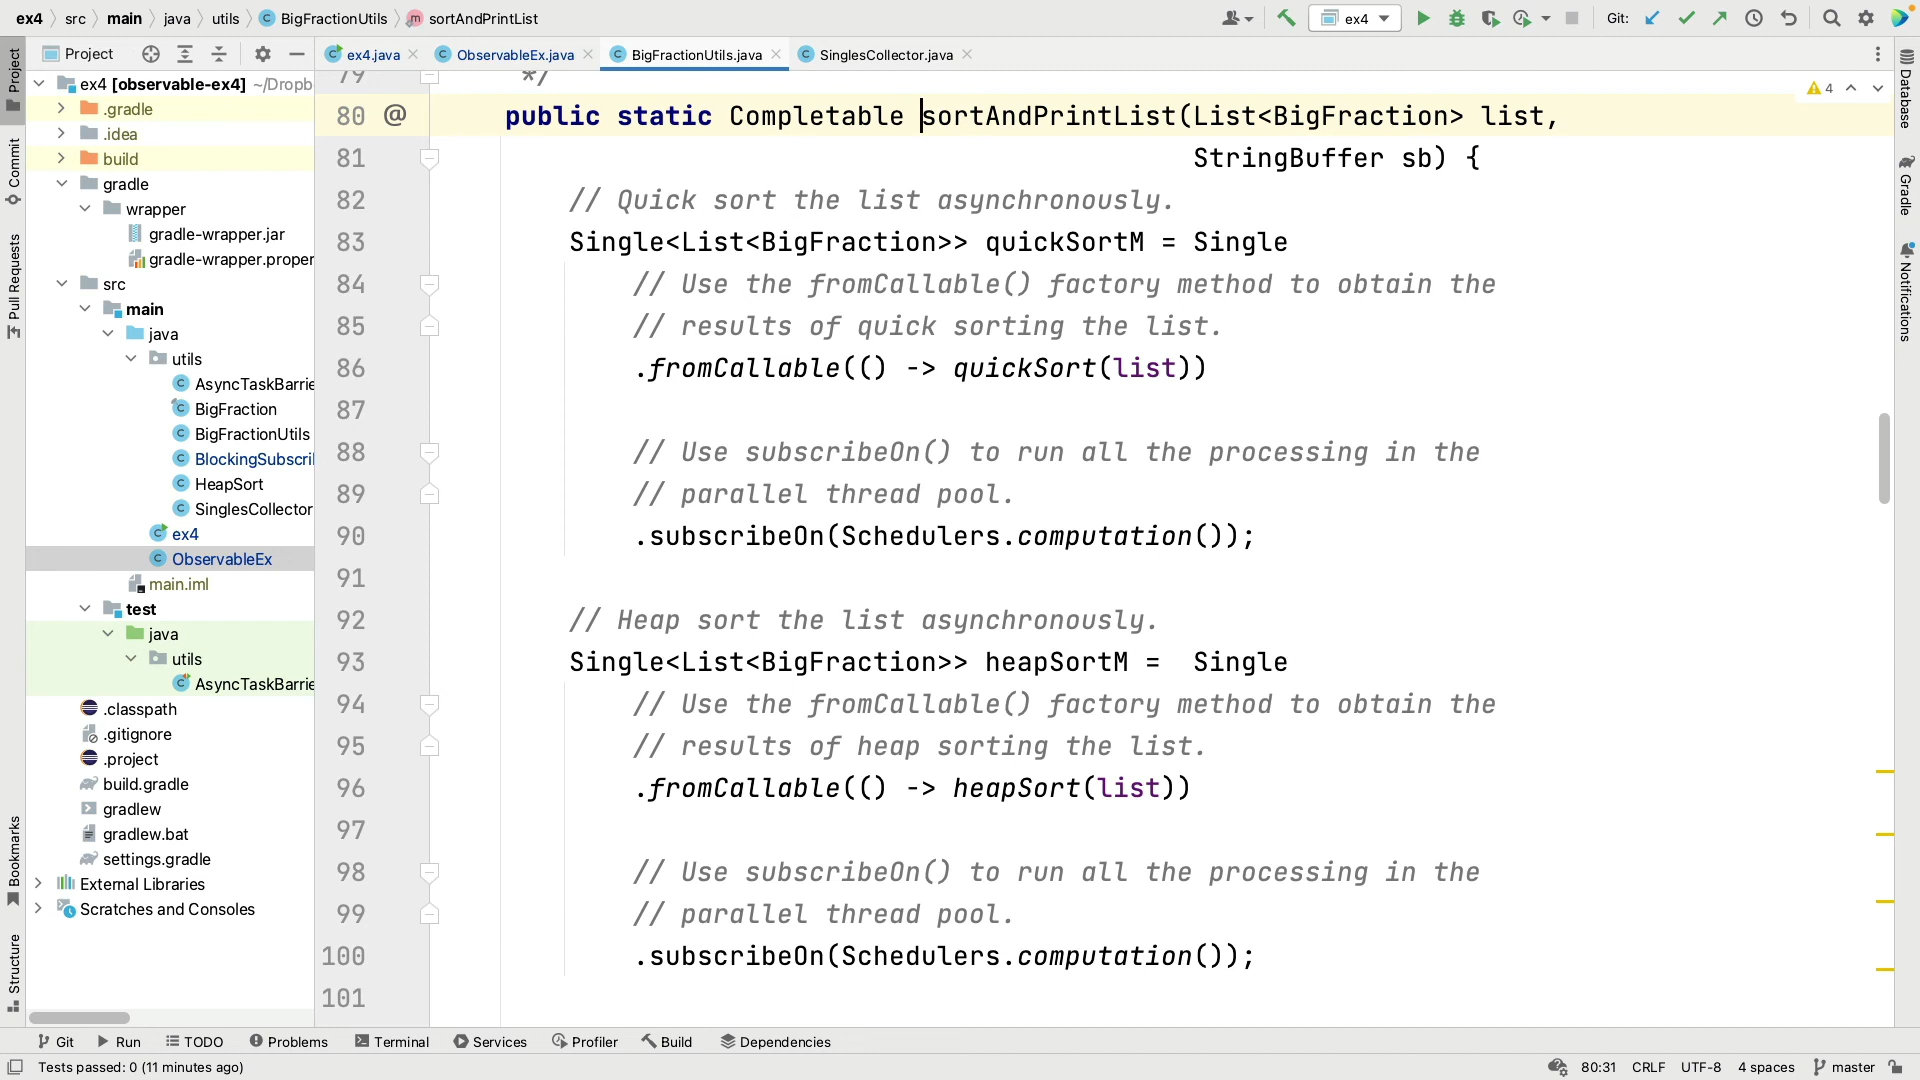 ex4 src main java utils BigFractionUtils sortAndPrintList
ex4 Git:
Project
ex4.java ObservableEx.java BigFractionUtils.java SinglesCollector.java
ex4 [observable-ex4] ~/Dropb
.gradle
.idea
build
gradle
wrapper
gradle-wrapper.jar
gradle-wrapper.proper
src
main
java
utils
AsyncTaskBarrie
BigFraction
BigFractionUtils
BlockingSubscri
HeapSort
SinglesCollector
ex4
ObservableEx
main.iml
test
java
utils
AsyncTaskBarrie
.classpath
.gitignore
.project
build.gradle
gradlew
gradlew.bat
settings.gradle
External Libraries
Scratches and Consoles
Project
Commit
Pull Requests
Bookmarks
Structure
79 */
80 @ public static Completable sortAndPrintList(List<BigFraction> list,
81 StringBuffer sb) {
82 // Quick sort the list asynchronously.
83 Single<List<BigFraction>> quickSortM = Single
84 // Use the fromCallable() factory method to obtain the
85 // results of quick sorting the list.
86 .fromCallable(() -> quickSort(list))
87
88 // Use subscribeOn() to run all the processing in the
89 // parallel thread pool.
90 .subscribeOn(Schedulers.computation());
91
92 // Heap sort the list asynchronously.
93 Single<List<BigFraction>> heapSortM =  Single
94 // Use the fromCallable() factory method to obtain the
95 // results of heap sorting the list.
96 .fromCallable(() -> heapSort(list))
97
98 // Use subscribeOn() to run all the processing in the
99 // parallel thread pool.
100 .subscribeOn(Schedulers.computation());
101
4
Database
Gradle
Notifications
Git Run TODO Problems Terminal Services Profiler Build Dependencies
Tests passed: 0 (11 minutes ago) 80:31 CRLF UTF-8 4 spaces master